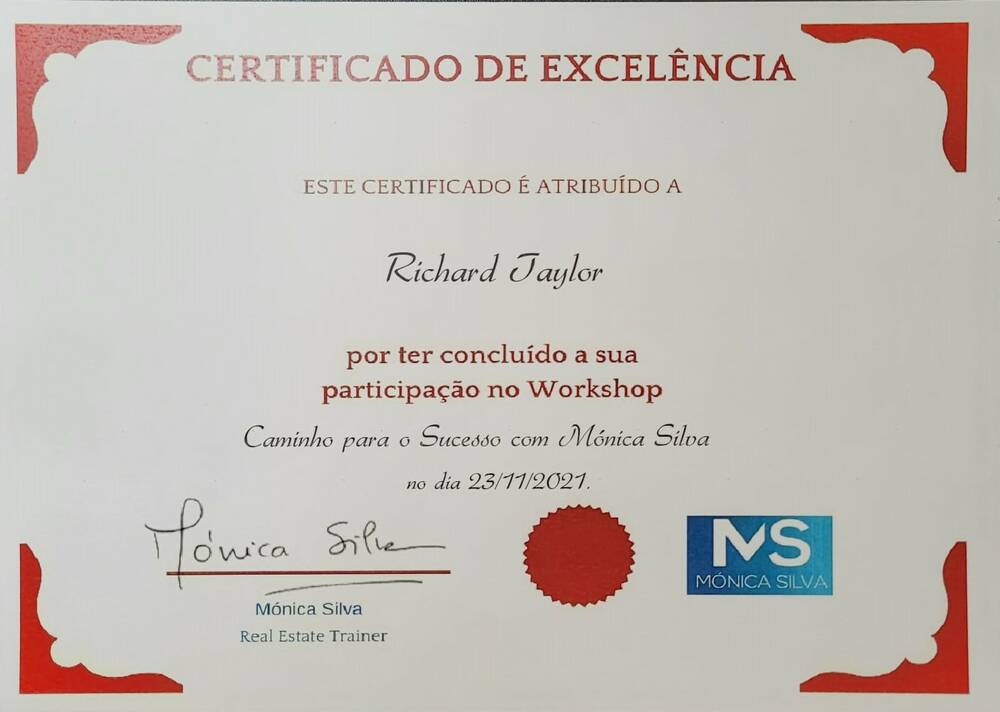 CERTIFICADO DE EXCELÊNCIA
ESTE CERTIFICADO É ATRIBUÍDO A
Richard Taylor
por ter concluído a sua
participação no Workshop
Caminho para o Sucesso com Mónica Silva
no dia 23/11/2021.
Mónica Silva
Mónica Silva
Real Estate Trainer
MS
MÓNICA SILVA